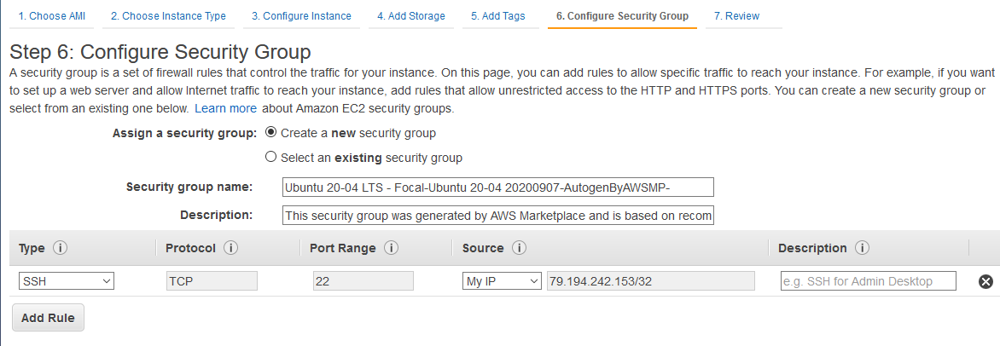 1. Choose AMI 2. Choose Instance Type 3. Configure Instance 4. Add Storage 5. Add Tags 6. Configure Security Group 7. Review
Step 6: Configure Security Group
A security group is a set of firewall rules that control the traffic for your instance. On this page, you can add rules to allow specific traffic to reach your instance. For example, if you want
to set up a web server and allow Internet traffic to reach your instance, add rules that allow unrestricted access to the HTTP and HTTPS ports. You can create a new security group or
select from an existing one below. Learn more about Amazon EC2 security groups.
Assign a security group: Create a new security group
Select an existing security group
Security group name: Ubuntu 20-04 LTS - Focal-Ubuntu 20-04 20200907-AutogenByAWSMP-
Description: This security group was generated by AWS Marketplace and is based on recom
Type i Protocol i Port Range i Source i Description i
SSH TCP 22 My IP 79.194.242.153/32 e.g. SSH for Admin Desktop
Add Rule